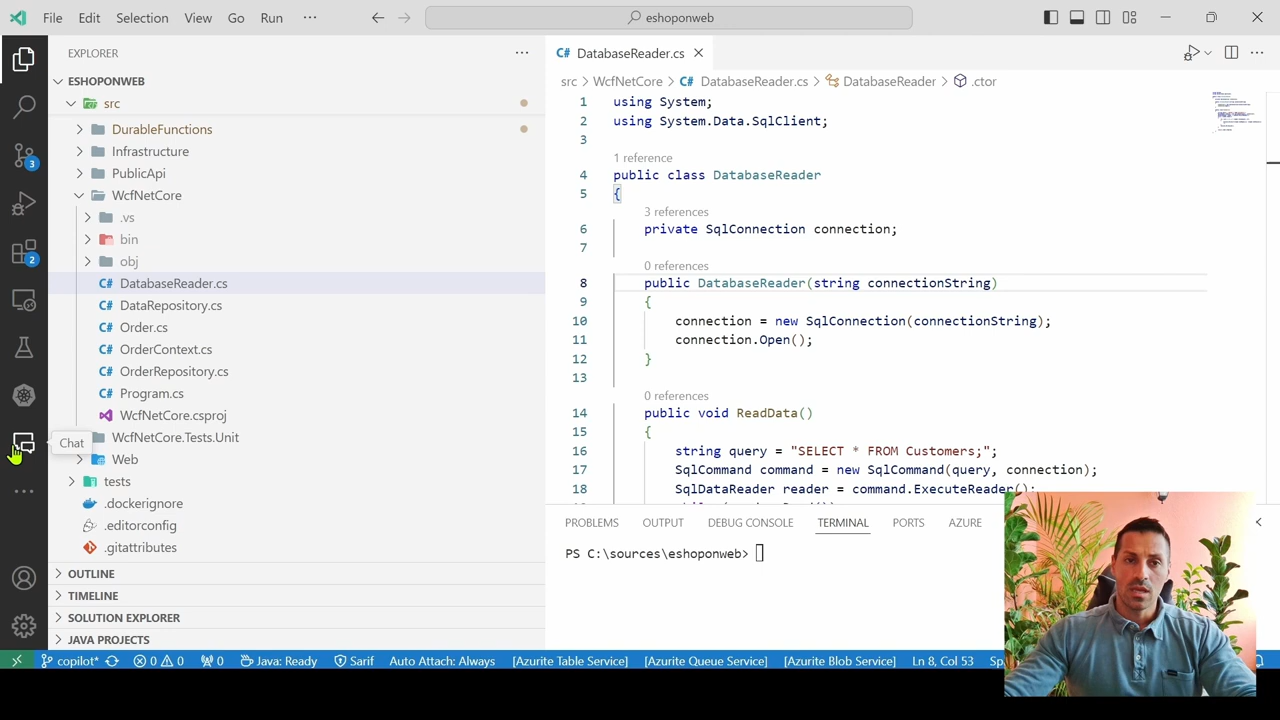 File Edit Selection View Go Run ··· eshoponweb
EXPLORER ···
ESHOPONWEB
src
DurableFunctions
Infrastructure
PublicApi
WcfNetCore
.vs
bin
obj
C# DatabaseReader.cs
C# DataRepository.cs
C# Order.cs
C# OrderContext.cs
C# OrderRepository.cs
C# Program.cs
WcfNetCore.csproj
WcfNetCore.Tests.Unit
Web
tests
.dockerignore
.editorconfig
.gitattributes
OUTLINE
TIMELINE
SOLUTION EXPLORER
JAVA PROJECTS
3
2
Chat
C# DatabaseReader.cs
src > WcfNetCore > C# DatabaseReader.cs > DatabaseReader > .ctor
1 using System;
2 using System.Data.SqlClient;
3
1 reference
4 public class DatabaseReader
5 {
3 references
6 private SqlConnection connection;
7
0 references
8 public DatabaseReader(string connectionString)
9 {
10 connection = new SqlConnection(connectionString);
11 connection.Open();
12 }
13
0 references
14 public void ReadData()
15 {
16 string query = "SELECT * FROM Customers;";
17 SqlCommand command = new SqlCommand(query, connection);
18 SqlDataReader reader = command.ExecuteReader();
PROBLEMS OUTPUT DEBUG CONSOLE TERMINAL PORTS AZURE
PS C:\sources\eshoponweb>
copilot* 0 0 0 Java: Ready Sarif Auto Attach: Always [Azurite Table Service] [Azurite Queue Service] [Azurite Blob Service] Ln 8, Col 53